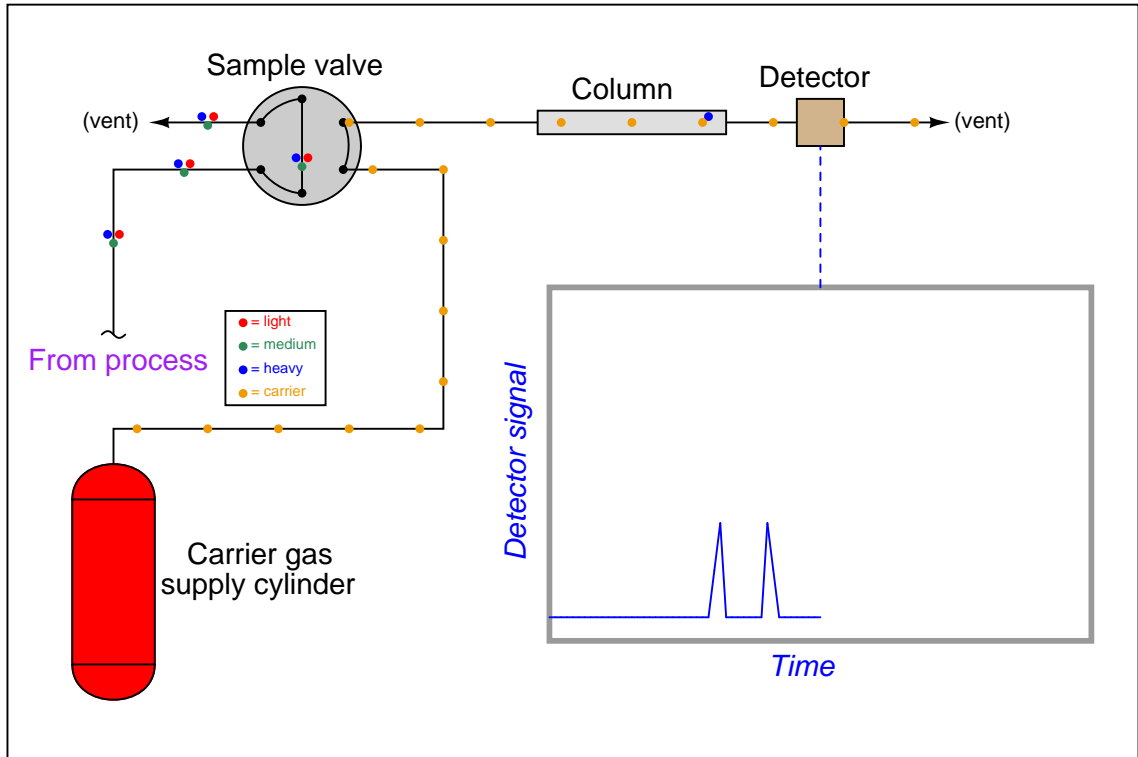 Sample valve
Column
Detector
(vent)
(vent)
= light
= medium
= heavy
= carrier
From process
Detector signal
Carrier gas
supply cylinder
Time